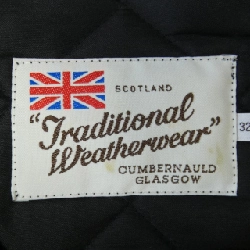 SCOTLAND
"Traditional
Weatherwear"
CUMBERNAULD
GLASGOW
32